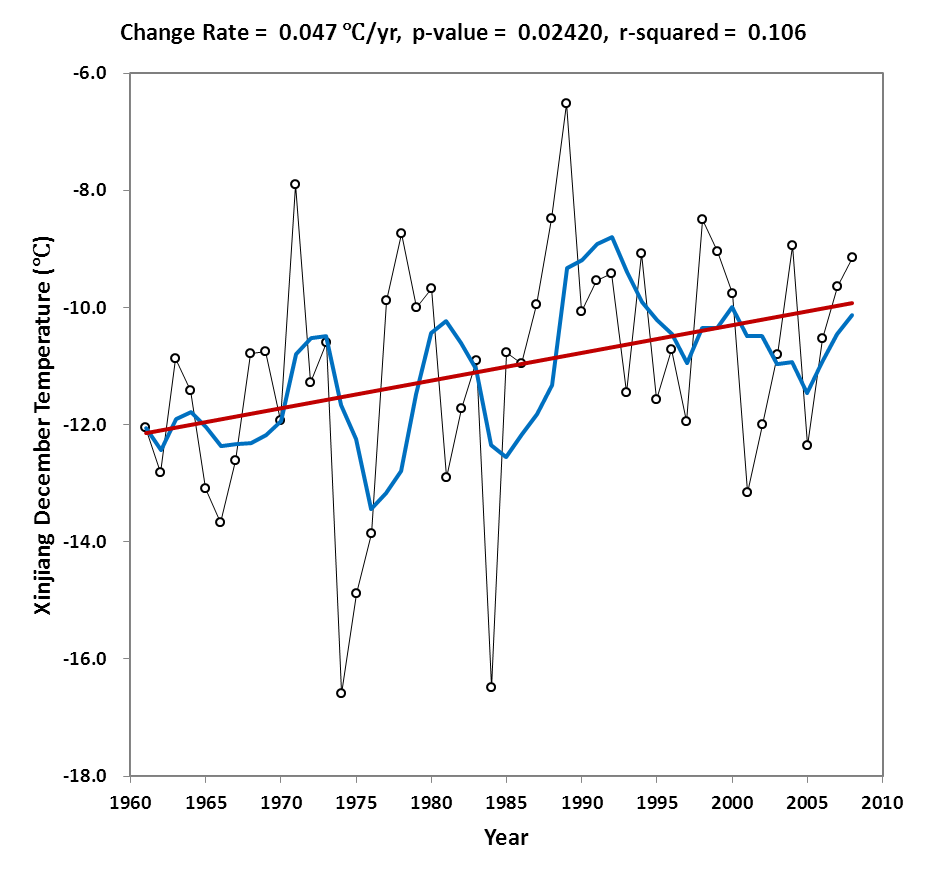 Change Rate = 0.047 ℃/yr, p-value = 0.02420, r-squared = 0.106
-6.0
-8.0
-10.0
-12.0
-14.0
-16.0
-18.0
Xinjiang December Temperature (℃)
1960 1965 1970 1975 1980 1985 1990 1995 2000 2005 2010
Year